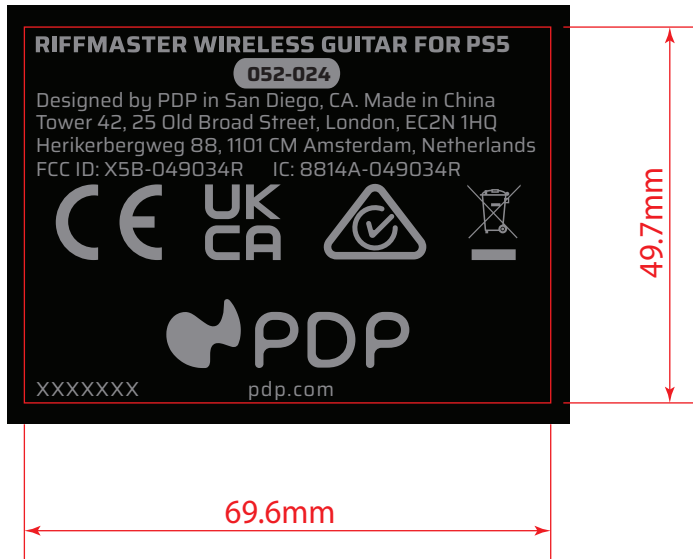 RIFFMASTER WIRELESS GUITAR FOR PS5
052-024
Designed by PDP in San Diego, CA. Made in China
Tower 42, 25 Old Broad Street, London, EC2N 1HQ
Herikerbergweg 88, 1101 CM Amsterdam, Netherlands
FCC ID: X5B-049034R IC: 8814A-049034R
CE UK CA
PDP
XXXXXXX pdp.com
49.7mm
69.6mm